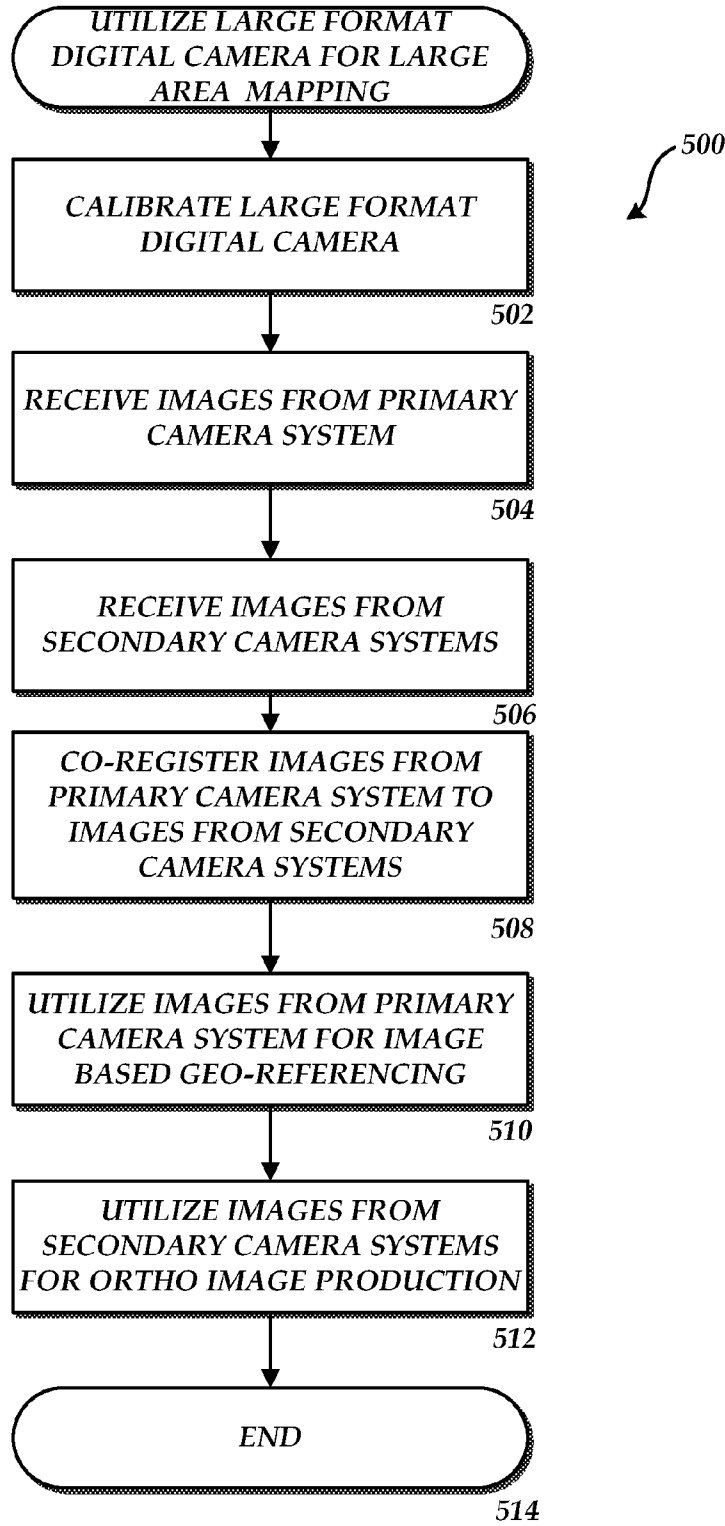 UTILIZE LARGE FORMAT
DIGITAL CAMERA FOR LARGE
AREA MAPPING
500
CALIBRATE LARGE FORMAT
DIGITAL CAMERA
502
RECEIVE IMAGES FROM PRIMARY
CAMERA SYSTEM
504
RECEIVE IMAGES FROM
SECONDARY CAMERA SYSTEMS
506
CO-REGISTER IMAGES FROM
PRIMARY CAMERA SYSTEM TO
IMAGES FROM SECONDARY
CAMERA SYSTEMS
508
UTILIZE IMAGES FROM PRIMARY
CAMERA SYSTEM FOR IMAGE
BASED GEO-REFERENCING
510
UTILIZE IMAGES FROM
SECONDARY CAMERA SYSTEMS
FOR ORTHO IMAGE PRODUCTION
512
END
514